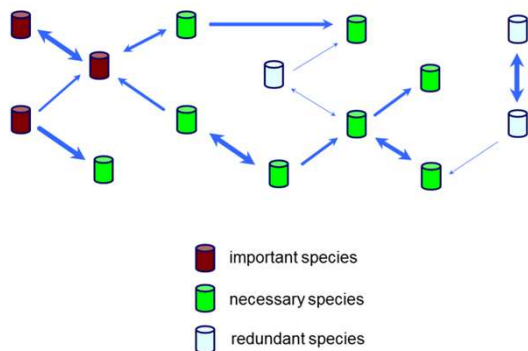 important species
necessary species
redundant species